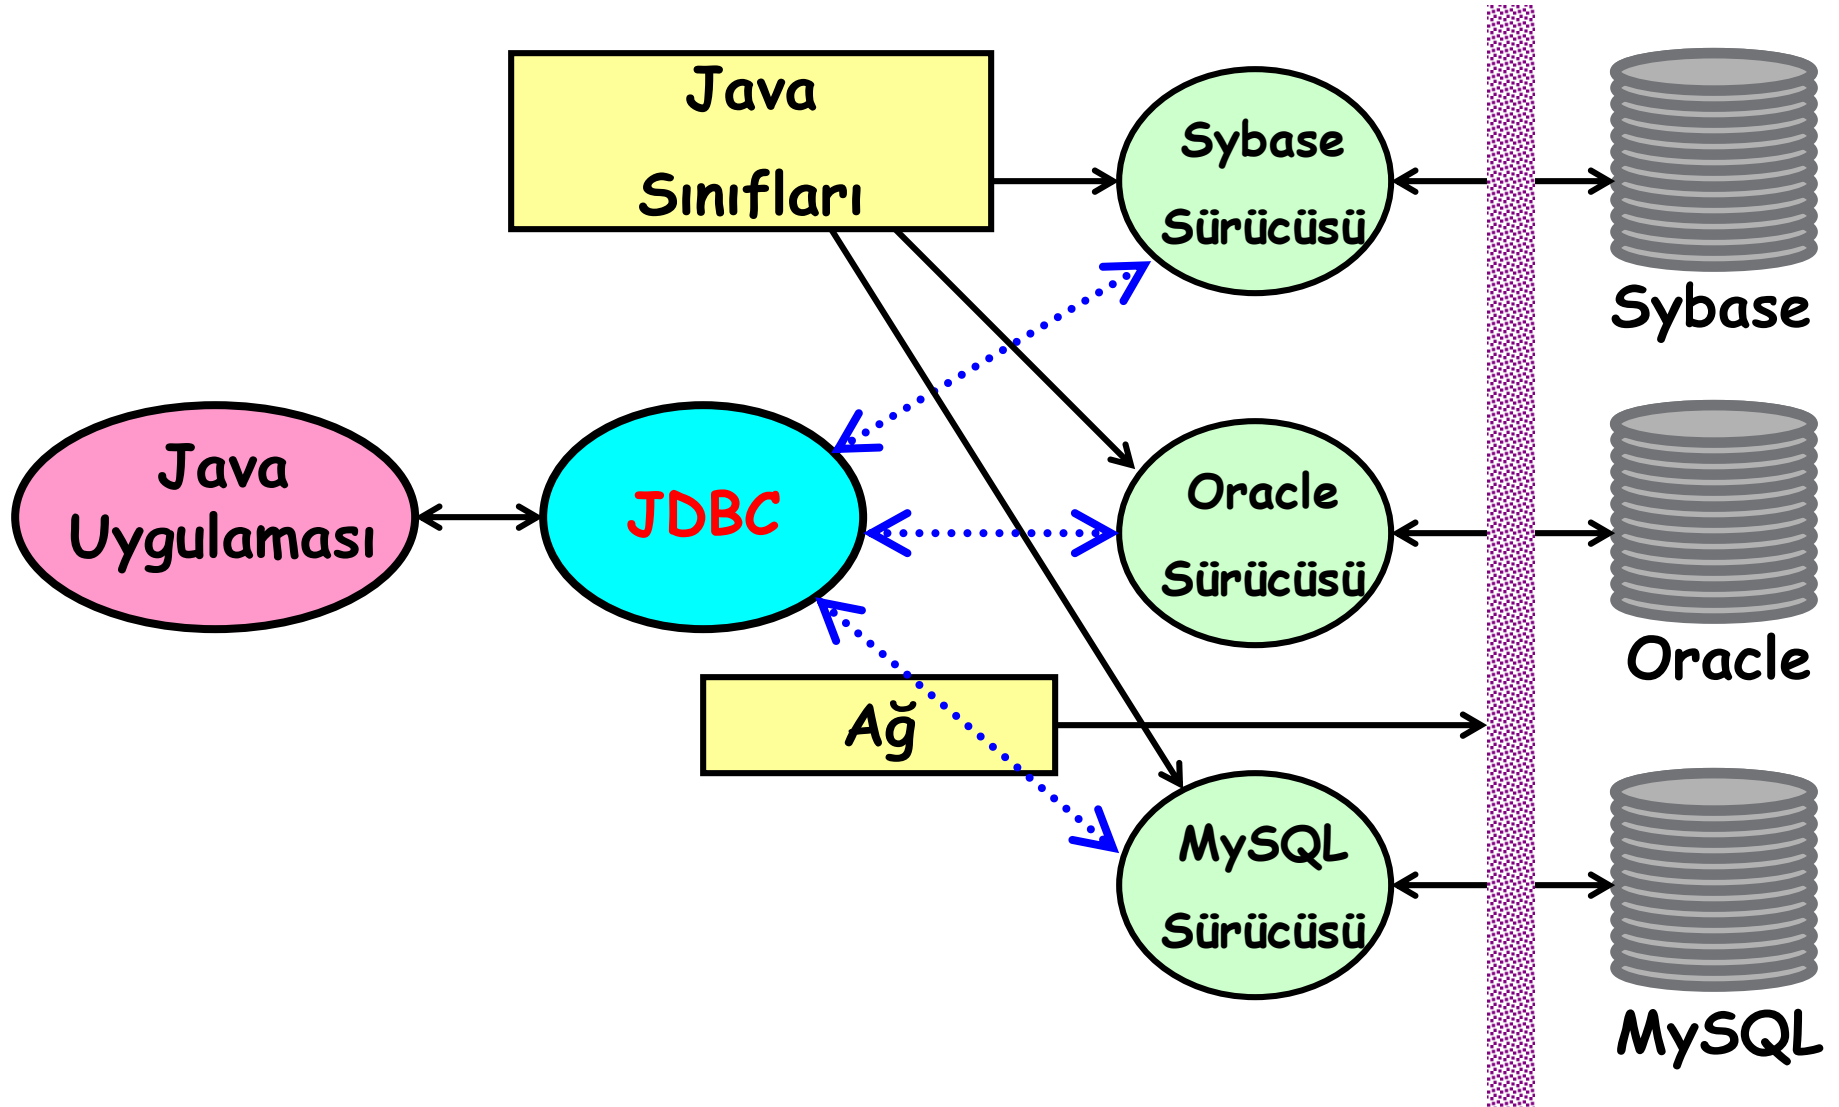 Java
Sınıfları
Sybase
Sürücüsü
Sybase
Java
Uygulaması
JDBC
Oracle
Sürücüsü
Oracle
Ağ
MySQL
Sürücüsü
MySQL